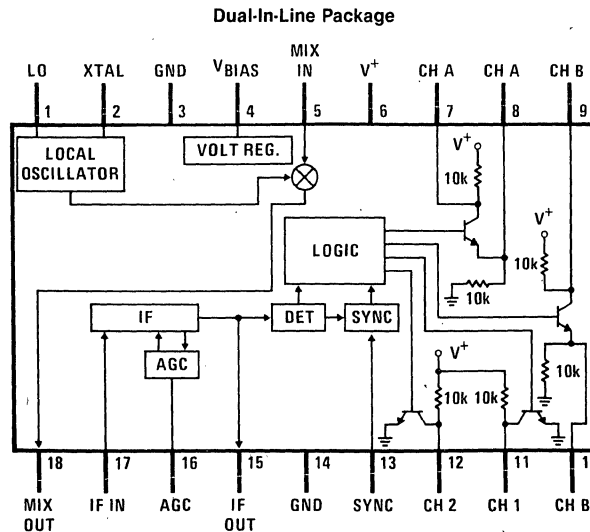 Dual-In-Line Package
LO
XTAL
GND
VBIAS
MIX
IN
V+
CH A
CH A
CH B
1
2
3
4
5
6
7
8
9
LOCAL
OSCILLATOR
VOLT REG.
V+
10k
V+
10k
LOGIC
10k
IF
DET
SYNC
AGC
V+
10k
10k
10k
18
17
16
15
14
13
12
11
1
MIX
OUT
IF IN
AGC
IF
OUT
GND
SYNC
CH 2
CH 1
CH B